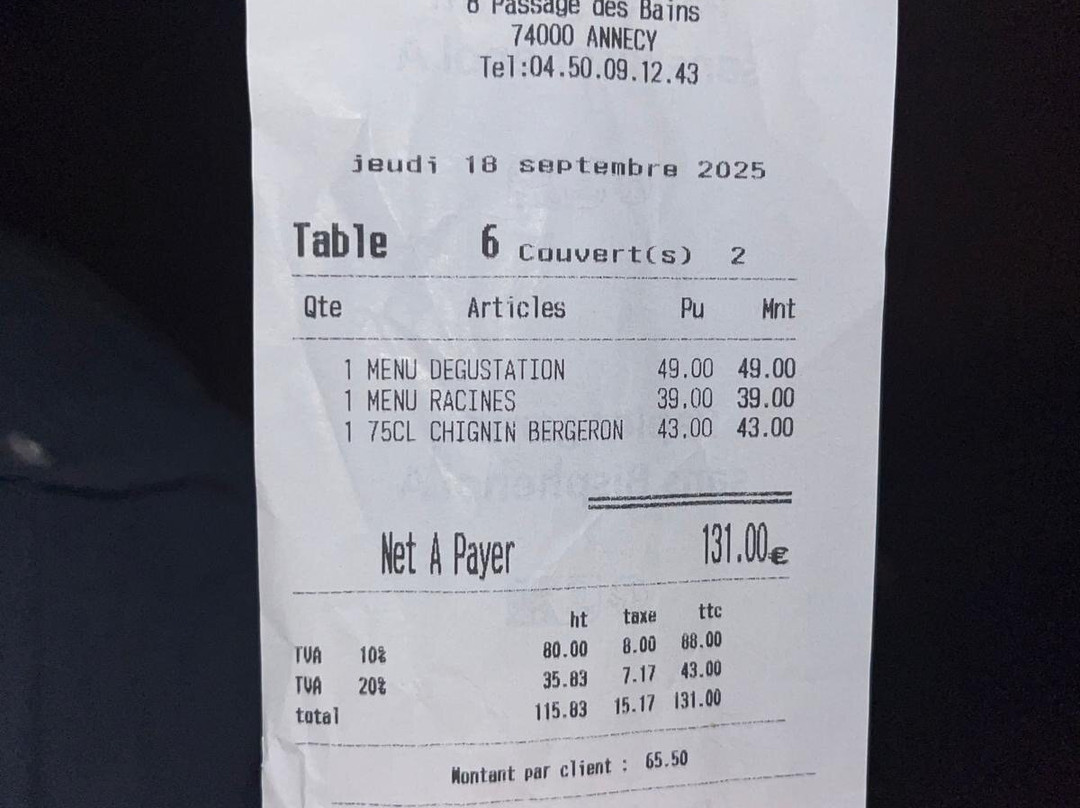 6 Passage des Bains
74000 ANNECY
Tel:04.50.09.12.43
jeudi 18 septembre 2025
Table 6 Couvert(s) 2
Qte Articles Pu Mnt
1 MENU DEGUSTATION 49.00 49.00
1 MENU RACINES 39.00 39.00
1 75CL CHIGNIN BERGERON 43.00 43.00
Net A Payer 131.00€
ht taxe ttc
TVA 10% 80.00 8.00 88.00
TVA 20% 35.83 7.17 43.00
total 115.83 15.17 131.00
Montant par client : 65.50